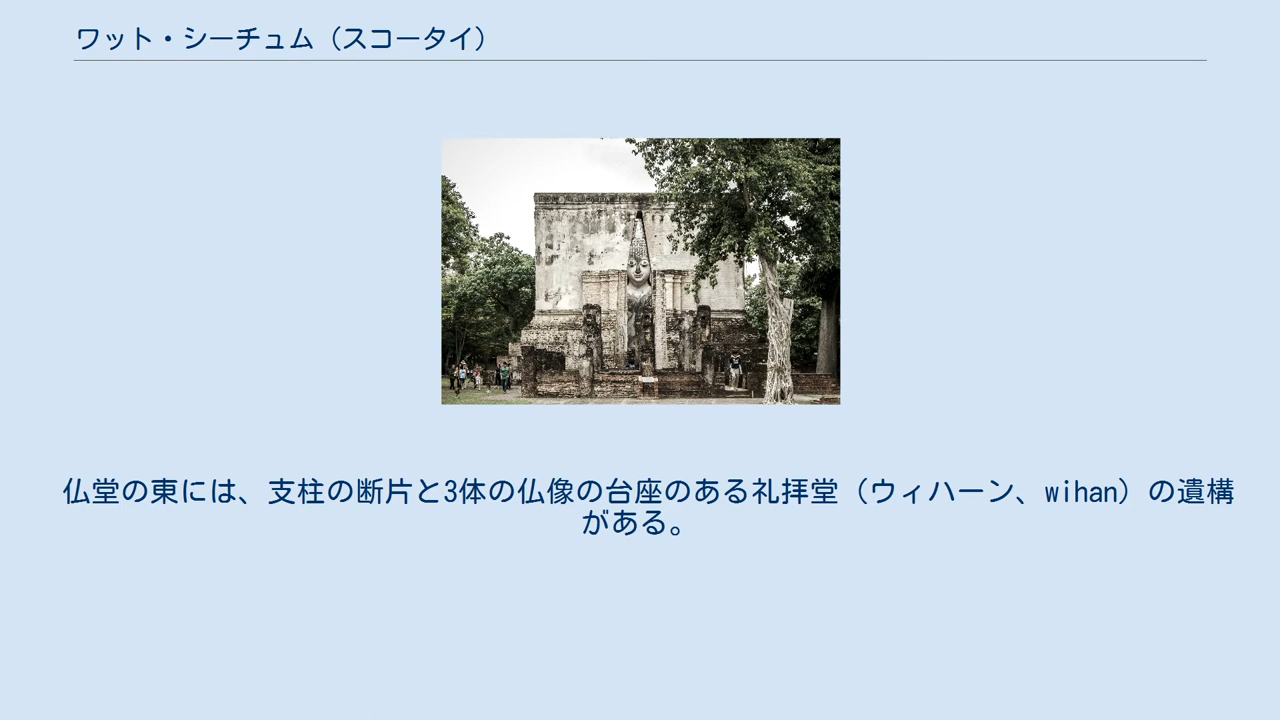 ワット・シーチュム（スコータイ）
仏堂の東には、支柱の断片と3体の仏像の台座のある礼拝堂（ウィハーン、wihan）の遺構
がある。